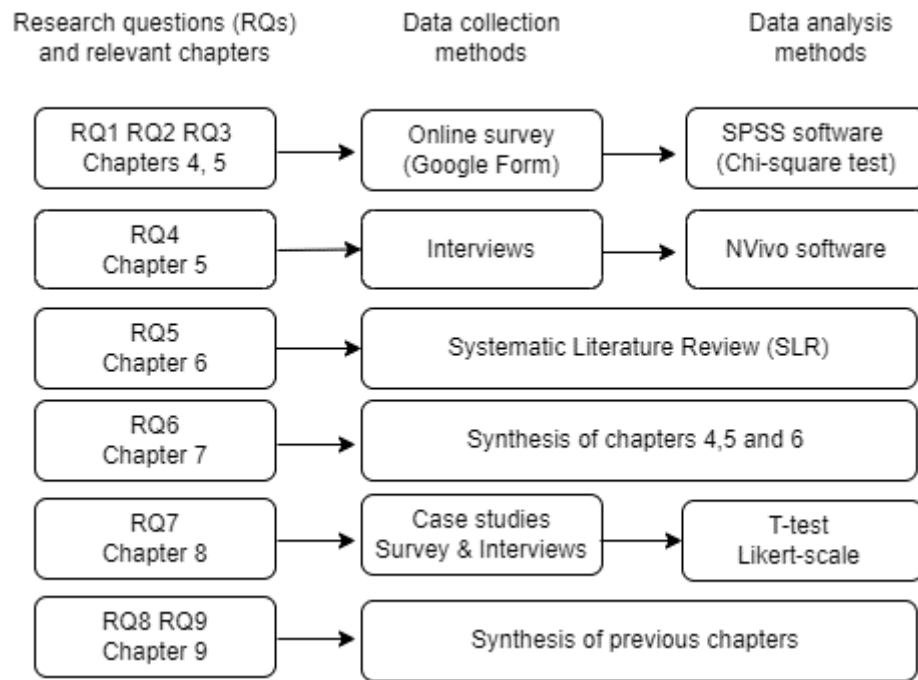 Research questions (RQs)
and relevant chapters
Data collection
methods
Data analysis
methods
RQ1 RQ2 RQ3
Chapters 4, 5
Online survey
(Google Form)
SPSS software
(Chi-square test)
RQ4
Chapter 5
Interviews
NVivo software
RQ5
Chapter 6
Systematic Literature Review (SLR)
RQ6
Chapter 7
Synthesis of chapters 4,5 and 6
RQ7
Chapter 8
Case studies
Survey & Interviews
T-test
Likert-scale
RQ8 RQ9
Chapter 9
Synthesis of previous chapters